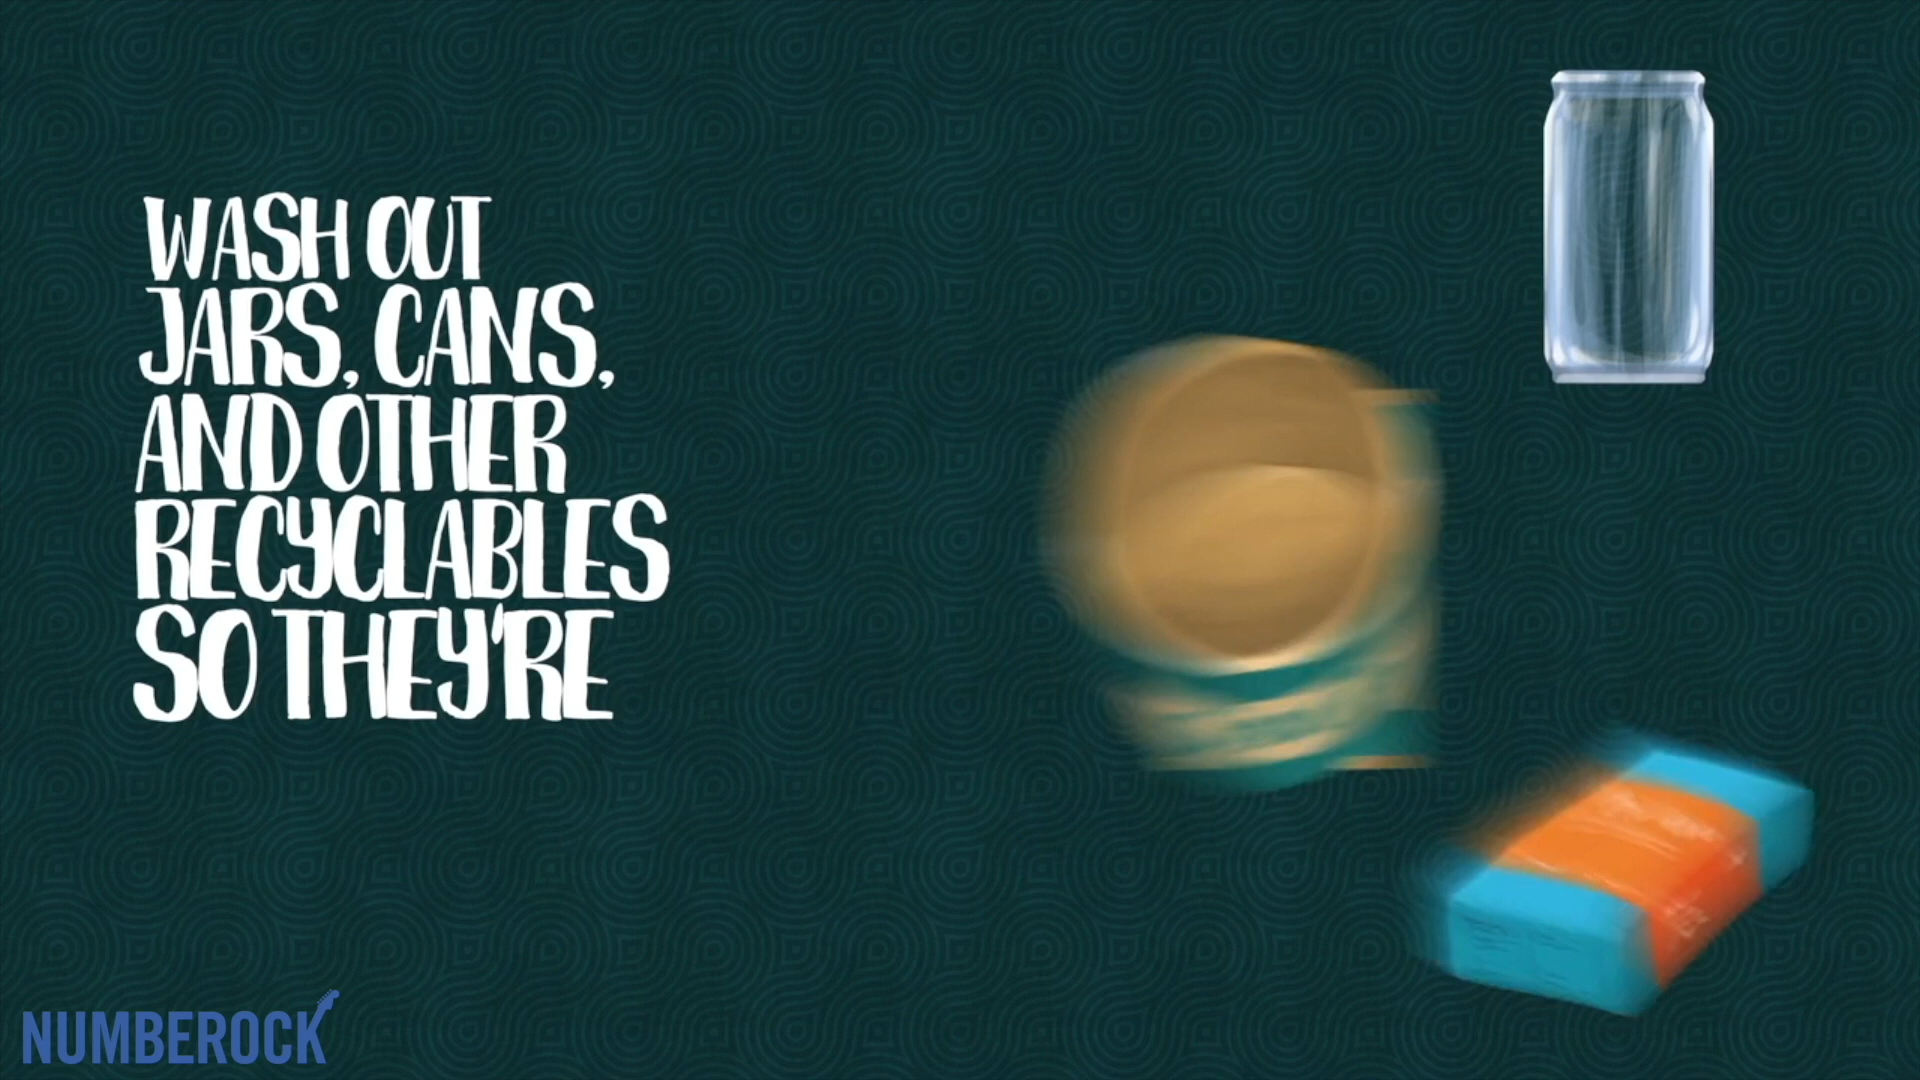 WASH OUT
JARS, CANS,
AND OTHER
RECYCLABLES
SO THEY'RE
NUMBEROCK